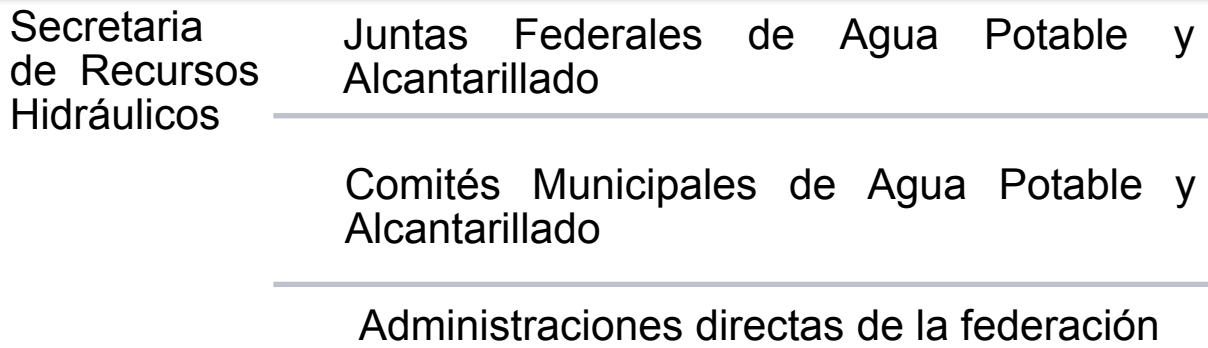 Secretaria
de Recursos
Hidráulicos
Juntas Federales de Agua Potable y
Alcantarillado
Comités Municipales de Agua Potable y
Alcantarillado
Administraciones directas de la federación